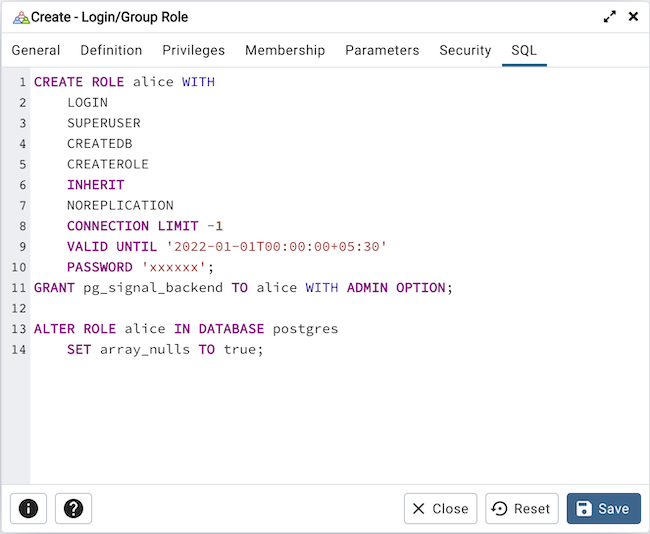 Create - Login/Group Role
General Definition Privileges Membership Parameters Security SQL
1 CREATE ROLE alice WITH
2 LOGIN
3 SUPERUSER
4 CREATEDB
5 CREATEROLE
6 INHERIT
7 NOREPLICATION
8 CONNECTION LIMIT -1
9 VALID UNTIL '2022-01-01T00:00:00+05:30'
10 PASSWORD 'xxxxxx';
11 GRANT pg_signal_backend TO alice WITH ADMIN OPTION;
12
13 ALTER ROLE alice IN DATABASE postgres
14 SET array_nulls TO true;
Close Reset Save